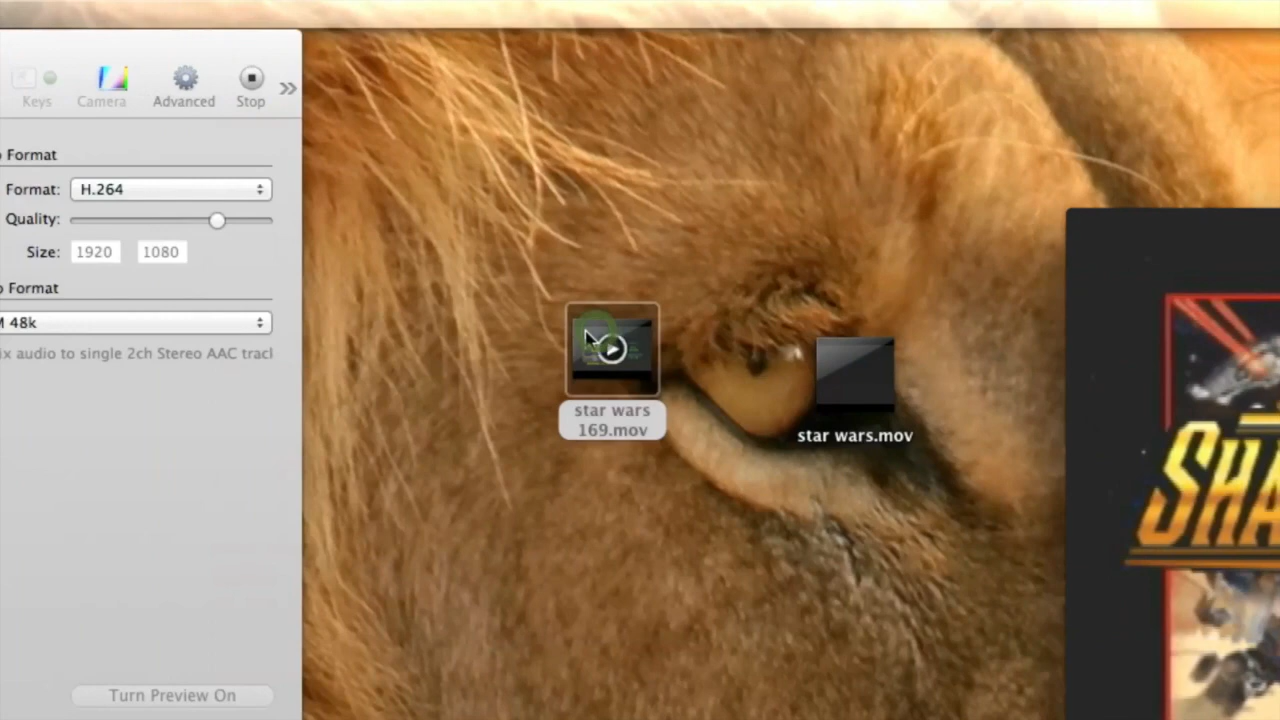 Keys
Camera
Advanced
Stop
Format
Format: H.264
Quality:
Size: 1920 1080
Format
48k
ix audio to single 2ch Stereo AAC tracl
Turn Preview On
star wars
169.mov
star wars.mov
SHA